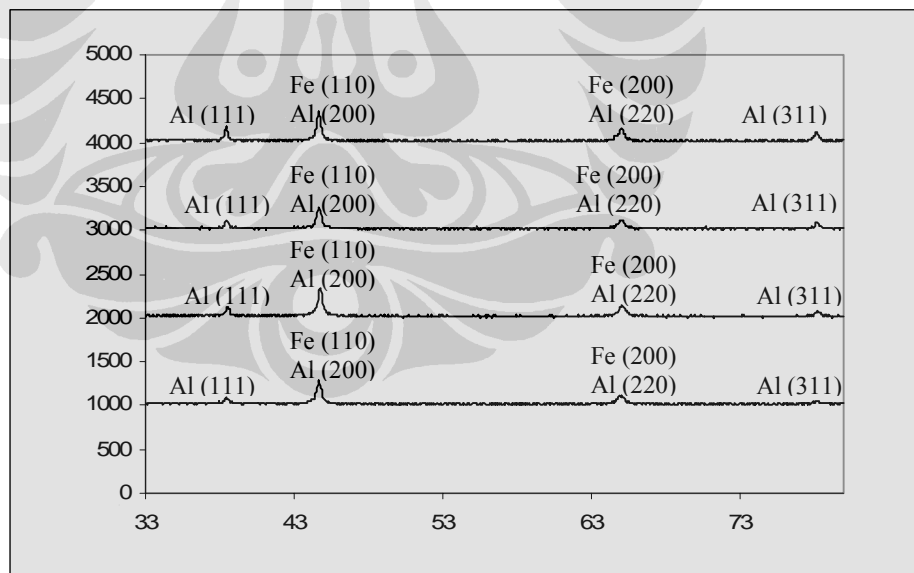 5000
4500
4000
3500
3000
2500
2000
1500
1000
500
0
33 43 53 63 73
Al (111)
Fe (110)
Al (200)
Fe (200)
Al (220)
Al (311)
Al (111)
Fe (110)
Al (200)
Fe (200)
Al (220)
Al (311)
Al (111)
Fe (110)
Al (200)
Fe (200)
Al (220)
Al (311)
Al (111)
Fe (110)
Al (200)
Fe (200)
Al (220)
Al (311)